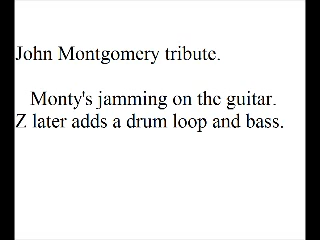 John Montgomery tribute.
Monty's jamming on the guitar.
Z later adds a drum loop and bass.